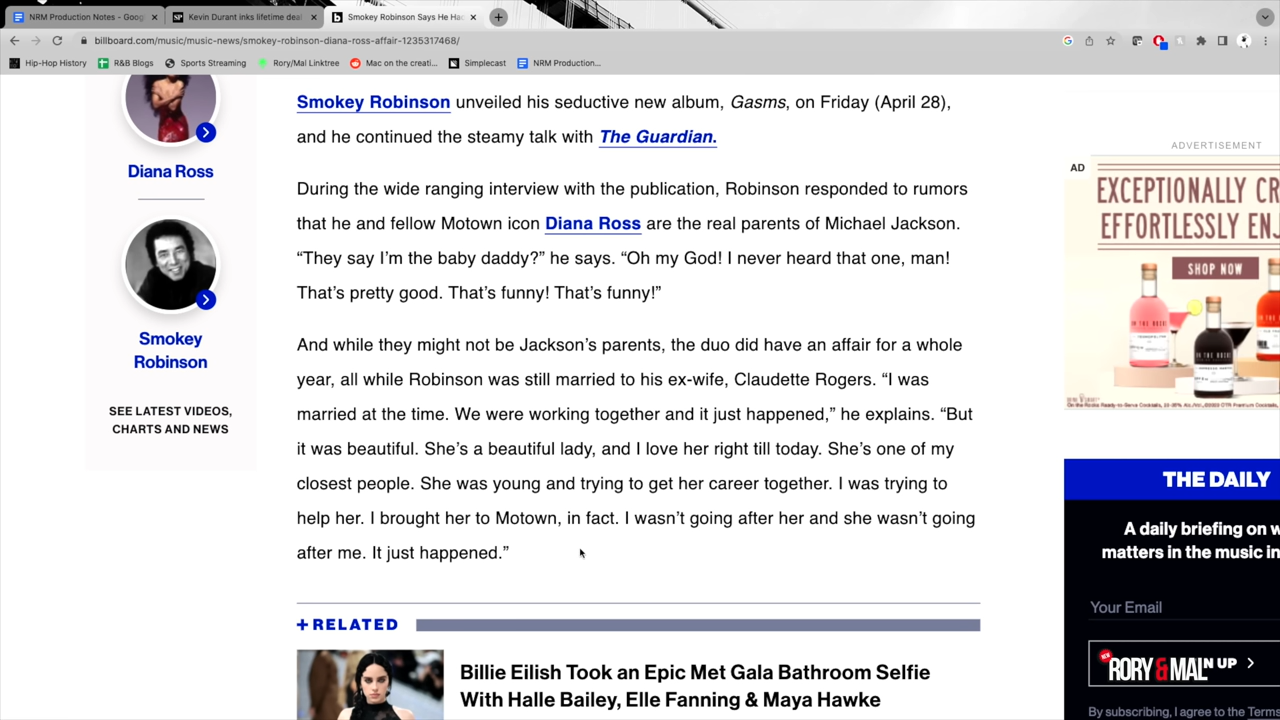 NRM Production Notes - Goog
Kevin Durant inks lifetime deal
Smokey Robinson Says He Ha
billboard.com/music/music-news/smokey-robinson-diana-ross-affair-1235317468/
Hip-Hop History
R&B Blogs
Sports Streaming
Rory/Mal Linktree
Mac on the creati...
Simplecast
NRM Production...
Diana Ross
Smokey
Robinson
SEE LATEST VIDEOS,
CHARTS AND NEWS
Smokey Robinson unveiled his seductive new album, Gasms, on Friday (April 28),
and he continued the steamy talk with The Guardian.
During the wide ranging interview with the publication, Robinson responded to rumors
that he and fellow Motown icon Diana Ross are the real parents of Michael Jackson.
“They say I’m the baby daddy?” he says. “Oh my God! I never heard that one, man!
That’s pretty good. That’s funny! That’s funny!”
And while they might not be Jackson’s parents, the duo did have an affair for a whole
year, all while Robinson was still married to his ex-wife, Claudette Rogers. “I was
married at the time. We were working together and it just happened,” he explains. “But
it was beautiful. She’s a beautiful lady, and I love her right till today. She’s one of my
closest people. She was young and trying to get her career together. I was trying to
help her. I brought her to Motown, in fact. I wasn’t going after her and she wasn’t going
after me. It just happened.”
+RELATED
Billie Eilish Took an Epic Met Gala Bathroom Selfie
With Halle Bailey, Elle Fanning & Maya Hawke
ADVERTISEMENT
AD
EXCEPTIONALLY CR
EFFORTLESSLY ENJ
SHOP NOW
THE DAILY
A daily briefing on w
matters in the music in
Your Email
NEW
RORY & MAL
N UP
By subscribing, I agree to the Terms